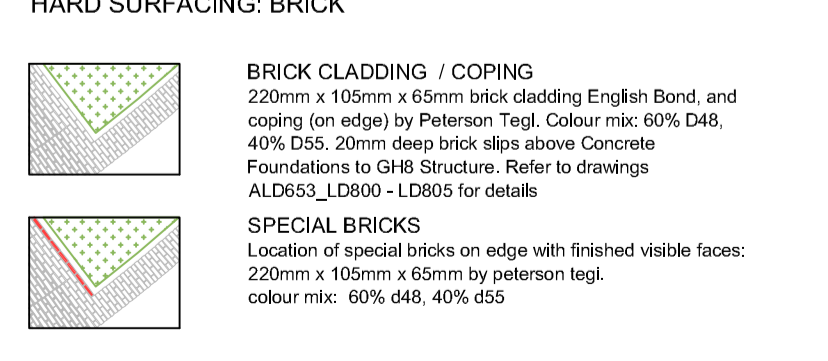 HARD SURFACING: BRICK
BRICK CLADDING / COPING
220mm x 105mm x 65mm brick cladding English Bond, and
coping (on edge) by Peterson Tegl. Colour mix: 60% D48,
40% D55. 20mm deep brick slips above Concrete
Foundations to GH8 Structure. Refer to drawings
ALD653_LD800 - LD805 for details
SPECIAL BRICKS
Location of special bricks on edge with finished visible faces:
220mm x 105mm x 65mm by peterson tegi.
colour mix: 60% d48, 40% d55